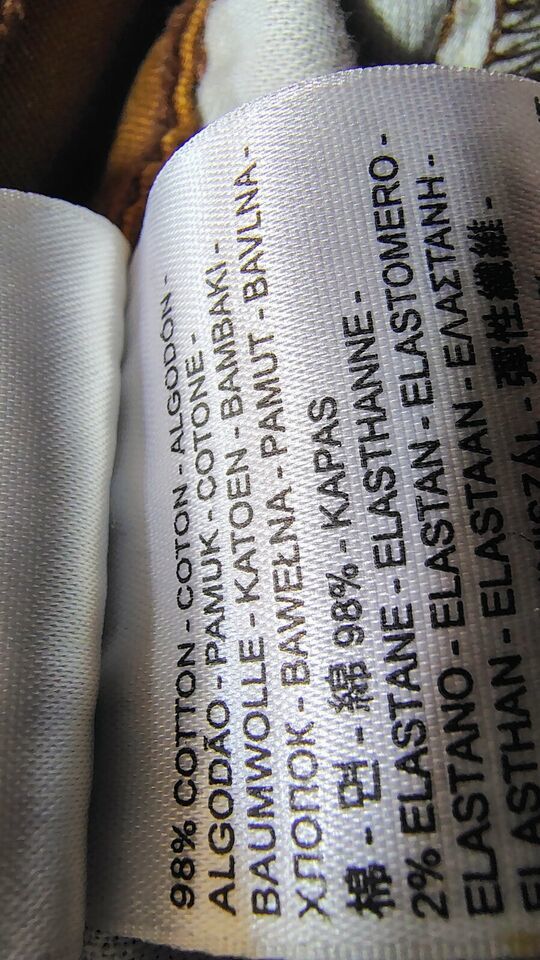 98% COTTON - COTON - ALGODÓN -
ALGODÃO - PAMUK - COTONE -
BAUMWOLLE - KATOEN - BAMBAKI -
ХЛОПОК - BAWEŁNA - PAMUT - BAVLNA -
棉 - 면 - 綿 98% - KAPAS
2% ELASTANE - ELASTHANNE -
ELASTANO - ELASTAN - ELASTOMERO -
ELASTHAN - ELASTAAN - ΕΛΑΣΤΑΝΗ -
彈性纖維 -